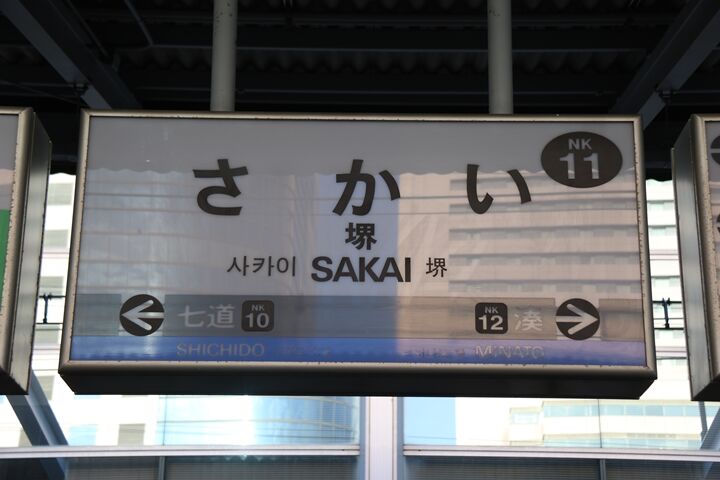 さかい
NK 11
堺
사카이 SAKAI 堺
七道 NK 10
NK 12 湊
SHICHIDO
MINATO